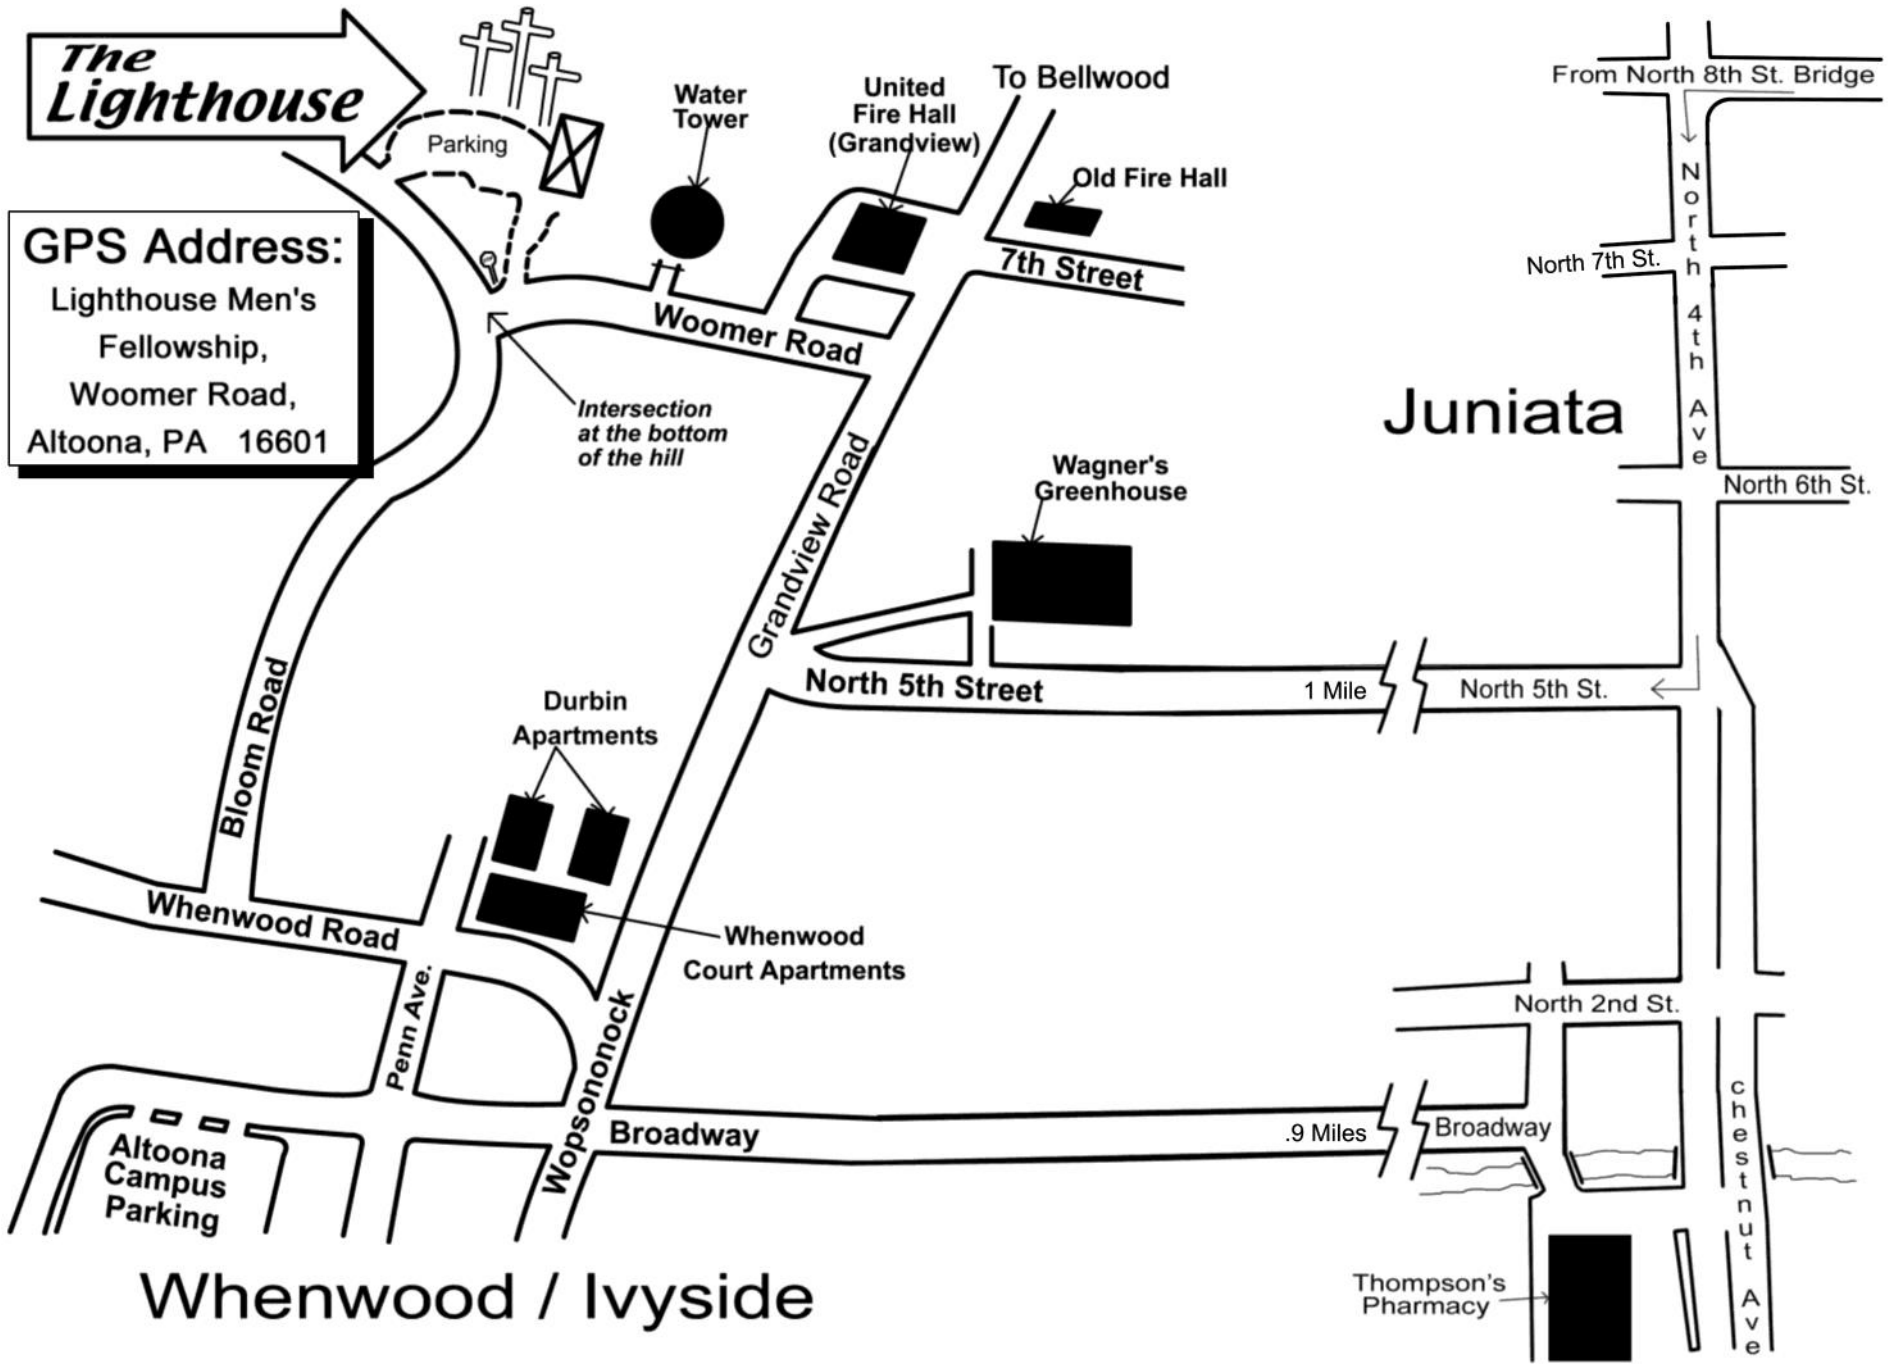 The
Lighthouse
Parking
Water
Tower
United
Fire Hall
(Grandview)
To Bellwood
Old Fire Hall
7th Street
From North 8th St. Bridge
North 4th Ave
North 7th St.
GPS Address:
Lighthouse Men's
Fellowship,
Woomer Road,
Altoona, PA 16601
Woomer Road
Intersection
at the bottom
of the hill
Juniata
North 6th St.
Grandview Road
Wagner's
Greenhouse
North 5th Street
1 Mile
North 5th St.
Bloom Road
Durbin
Apartments
Whenwood Road
Whenwood
Court Apartments
Penn Ave.
Wopsononock
North 2nd St.
Broadway
.9 Miles
Broadway
chestnut Ave
Altoona
Campus
Parking
Thompson's
Pharmacy
Whenwood / Ivyside